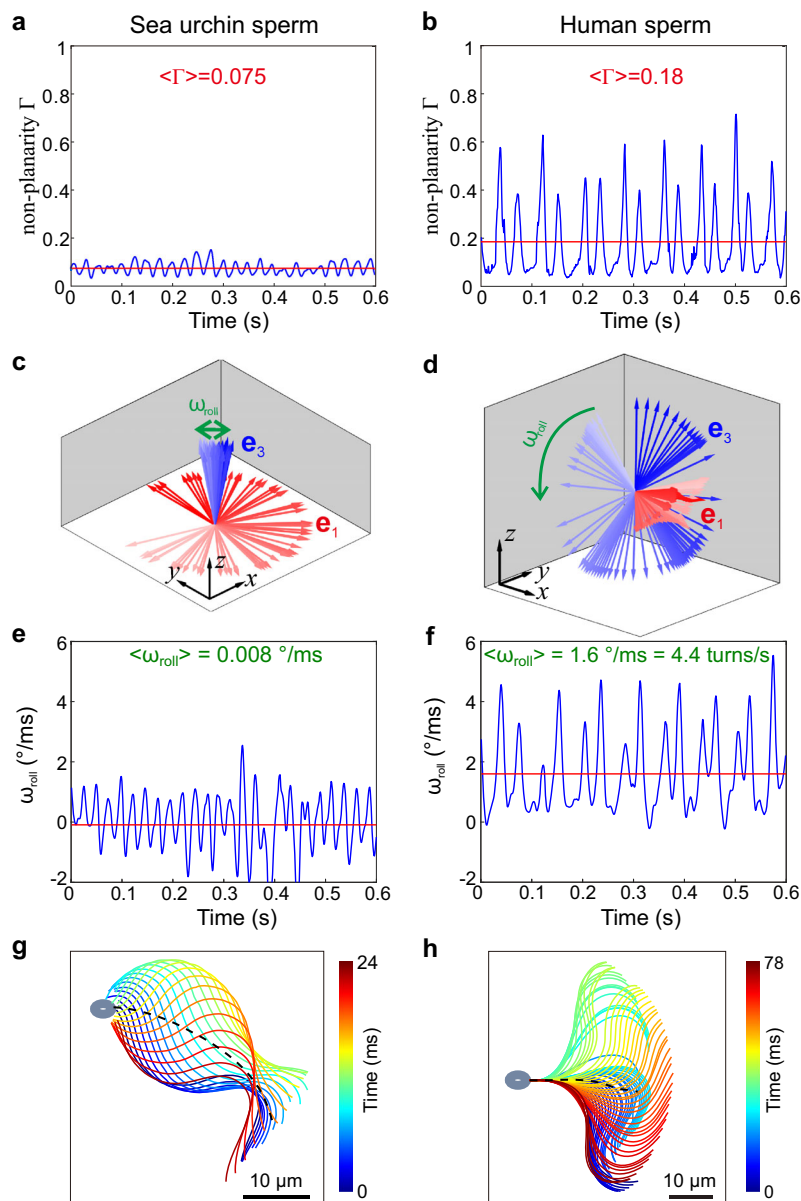 a Sea urchin sperm
b Human sperm
non-planarity Γ
1
0.8
0.6
0.4
0.2
0
<Γ>=0.075
0 0.1 0.2 0.3 0.4 0.5 0.6
Time (s)
non-planarity Γ
1
0.8
0.6
0.4
0.2
0
<Γ>=0.18
0 0.1 0.2 0.3 0.4 0.5 0.6
Time (s)
c
ω_roll
e₃
e₁
y z x
d
ω_roll
e₃
e₁
z
y
x
e
ω_roll (°/ms)
6
4
2
0
-2
<ω_roll> = 0.008 °/ms
0 0.1 0.2 0.3 0.4 0.5 0.6
Time (s)
f
ω_roll (°/ms)
6
4
2
0
-2
<ω_roll> = 1.6 °/ms = 4.4 turns/s
0 0.1 0.2 0.3 0.4 0.5 0.6
Time (s)
g
24
Time (ms)
0
10 μm
h
78
Time (ms)
0
10 μm